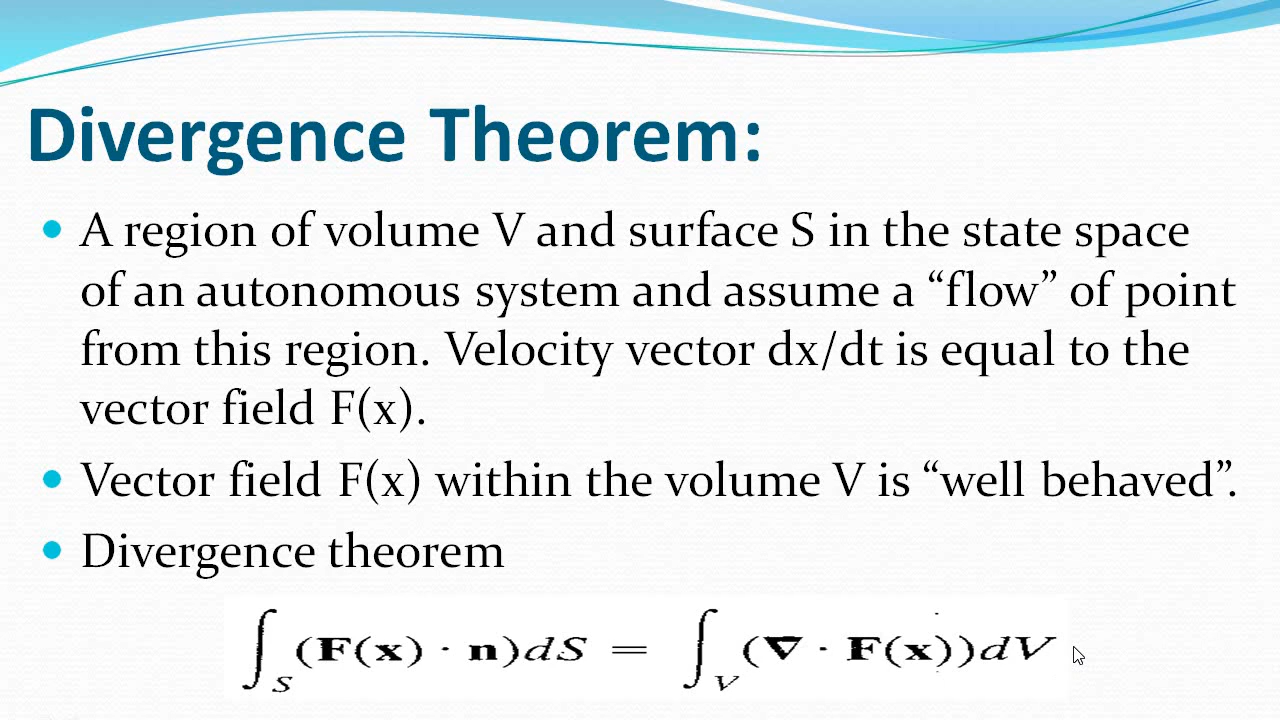 Divergence Theorem:
• A region of volume V and surface S in the state space
of an autonomous system and assume a “flow” of point
from this region. Velocity vector dx/dt is equal to the
vector field F(x).
• Vector field F(x) within the volume V is “well behaved”.
• Divergence theorem
∫_S (F(x) · n)dS = ∫_V (∇ · F(x))dV